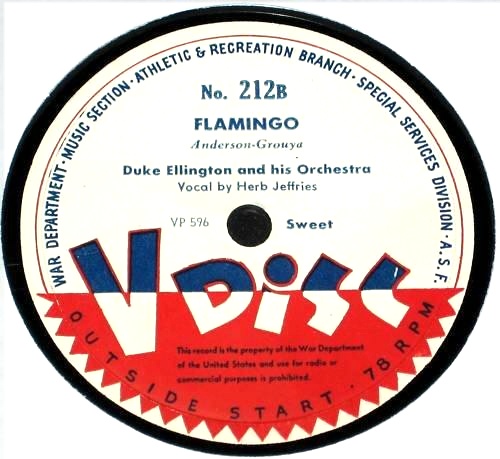 WAR DEPARTMENT · MUSIC SECTION · ATHLETIC & RECREATION BRANCH · SPECIAL SERVICES DIVISION · A.S.F.
No. 212B
FLAMINGO
Anderson-Grouya
Duke Ellington and his Orchestra
Vocal by Herb Jeffries
VP 596
Sweet
V DiSC
This record is the property of the War Department
of the United States and use for radio or
commercial purposes is prohibited.
OUTSIDE START · 78 RPM